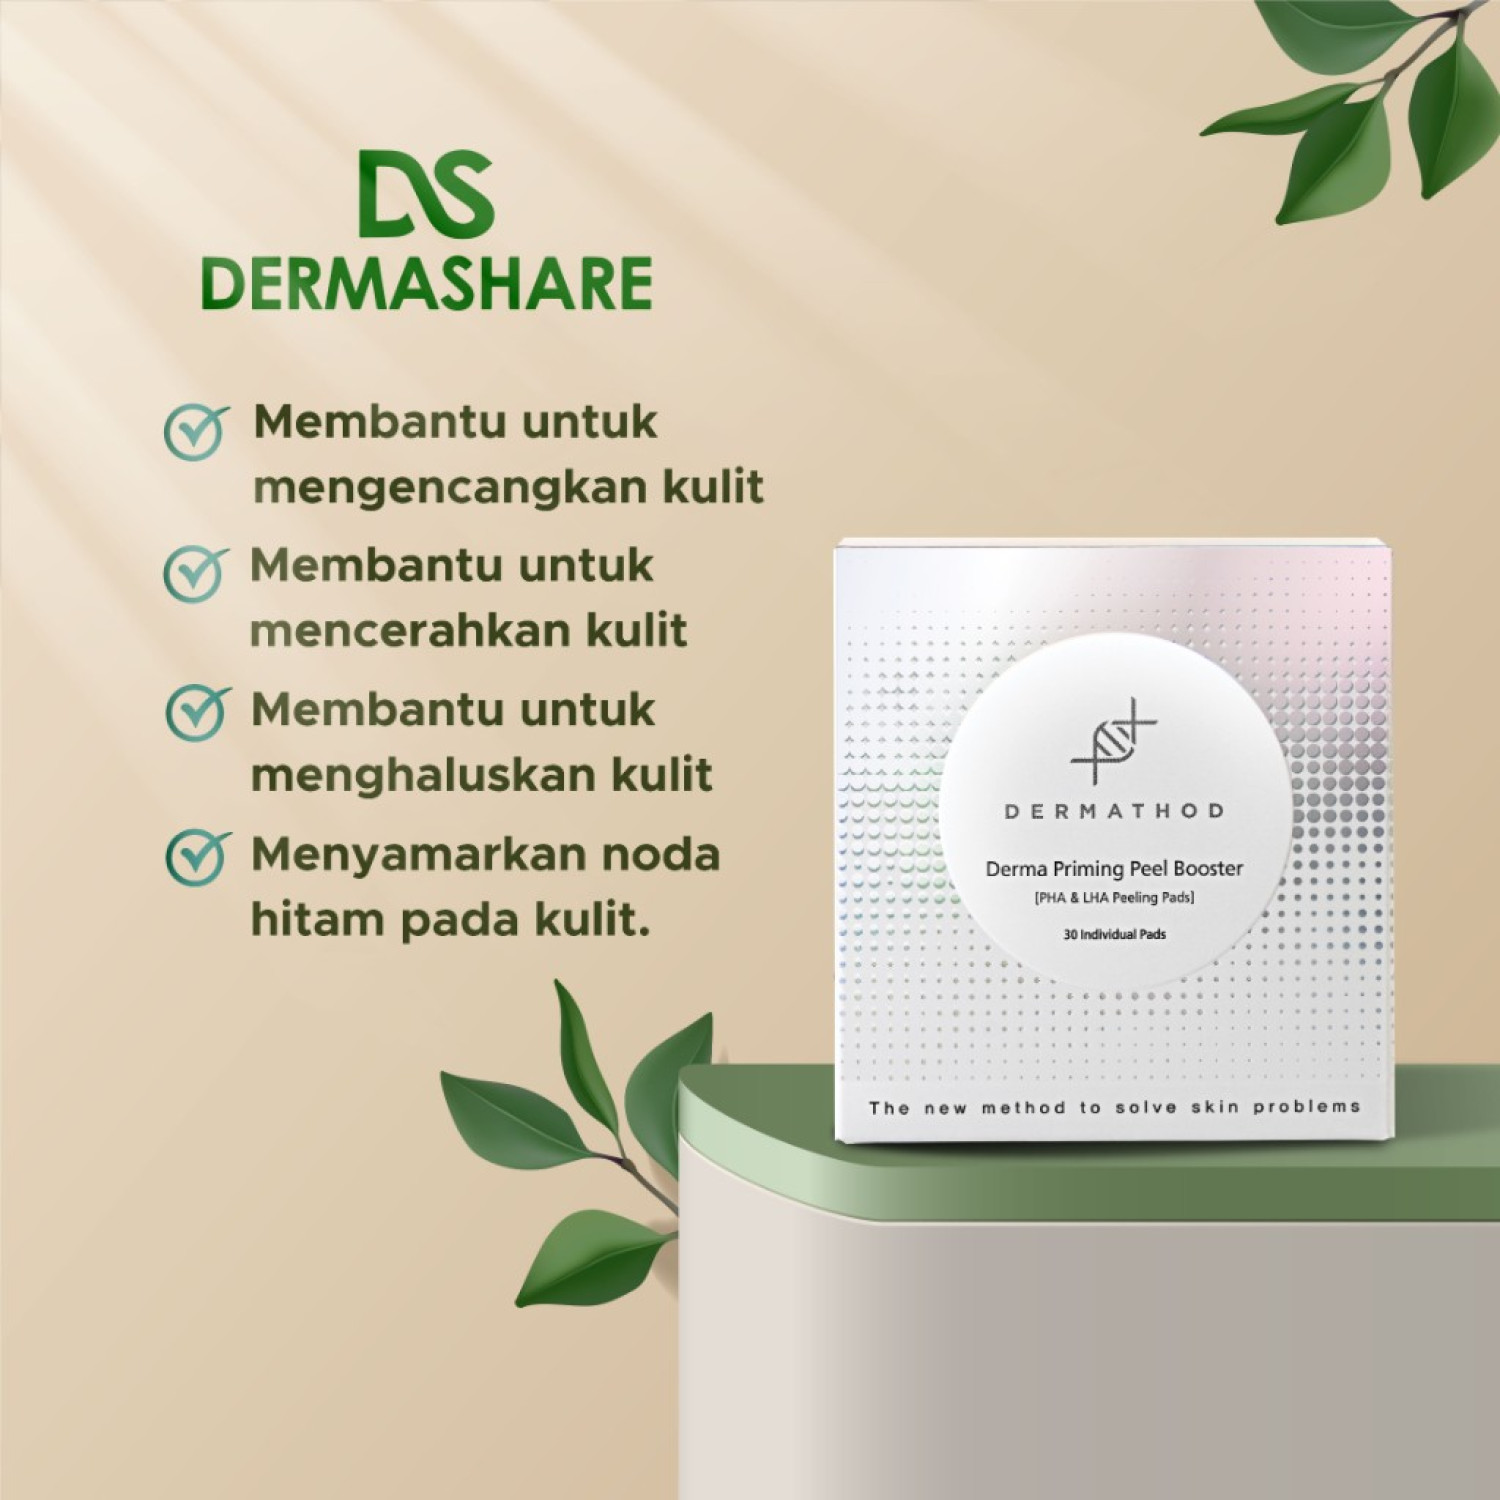 DS
DERMASHARE
Membantu untuk
mengencangkan kulit
Membantu untuk
mencerahkan kulit
Membantu untuk
menghaluskan kulit
Menyamarkan noda
hitam pada kulit.
DERMATHOD
Derma Priming Peel Booster
[PHA & LHA Peeling Pads]
30 Individual Pads
The new method to solve skin problems